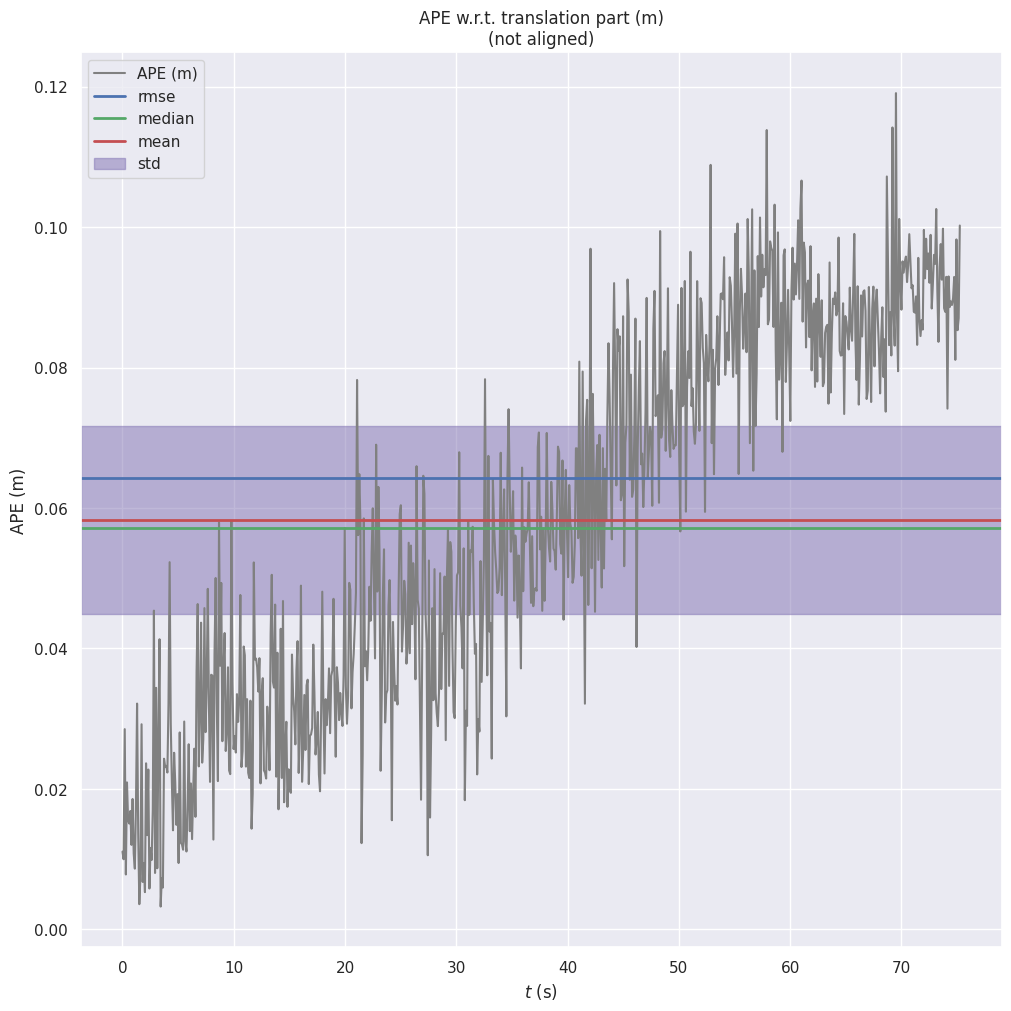 APE w.r.t. translation part (m)
(not aligned)
APE (m)
rmse
median
mean
std
0.12
0.10
0.08
0.06
0.04
0.02
0.00
APE (m)
0 10 20 30 40 50 60 70
t (s)